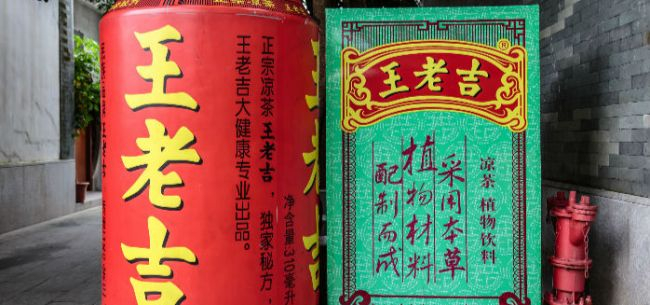 王老吉
正宗凉茶王老吉，独家秘方，
王老吉大健康专业出品。
净含量310毫升
王老吉®
凉茶 植物饮料
采用本草
植物材料
配制而成